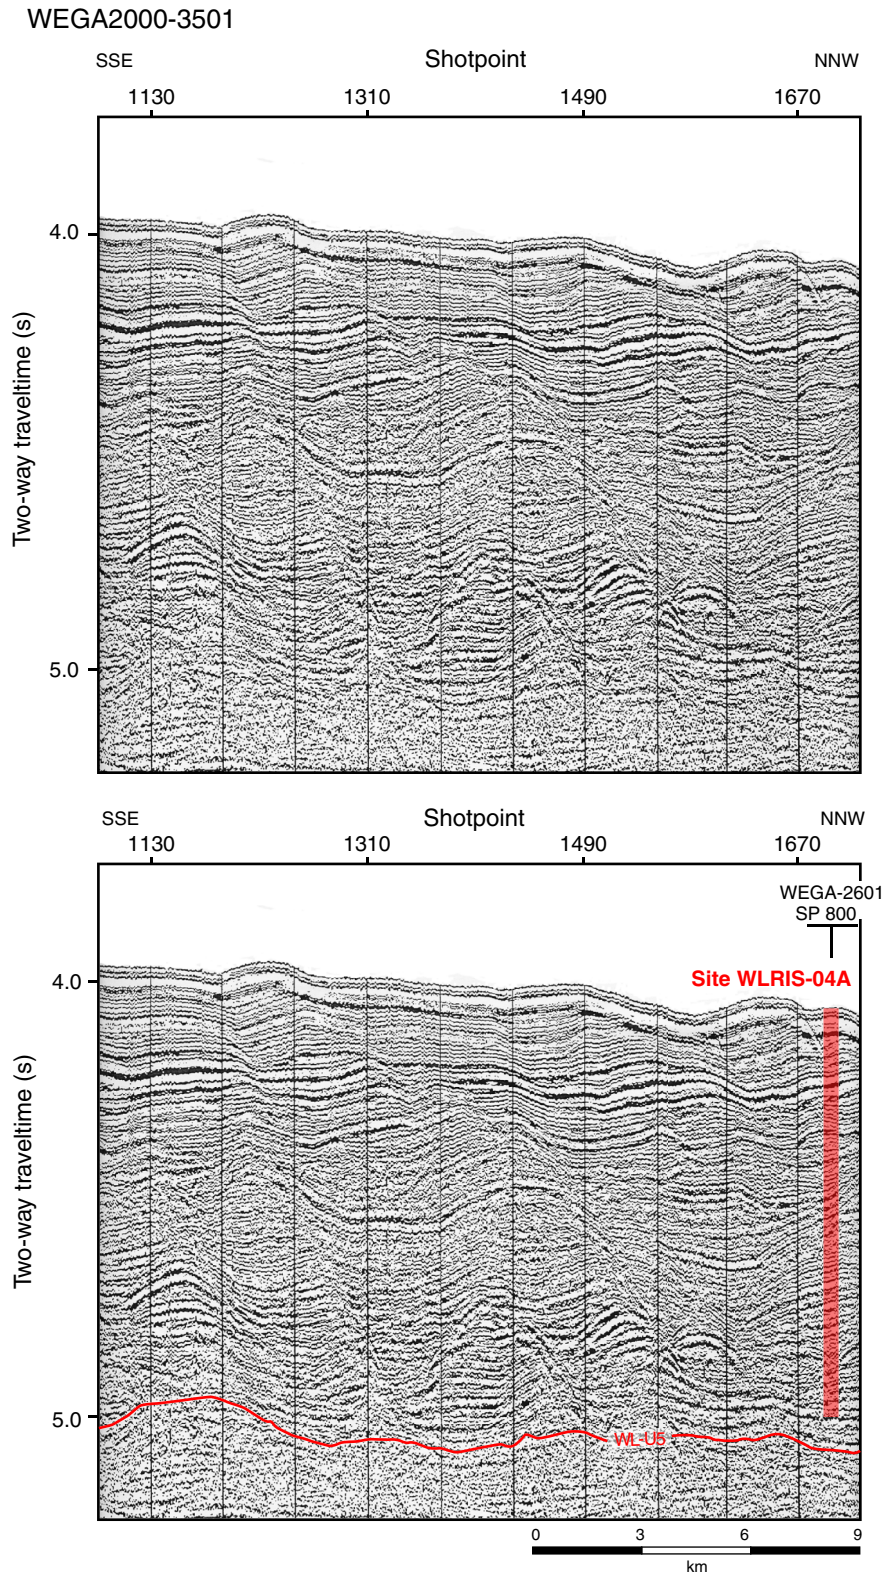 WEGA2000-3501
SSE Shotpoint NNW
1130 1310 1490 1670
4.0
Two-way traveltime (s)
5.0
SSE Shotpoint NNW
1130 1310 1490 1670
WEGA-2601
SP 800
Site WLRIS-04A
4.0
Two-way traveltime (s)
5.0
WL-U5
0 3 6 9
km